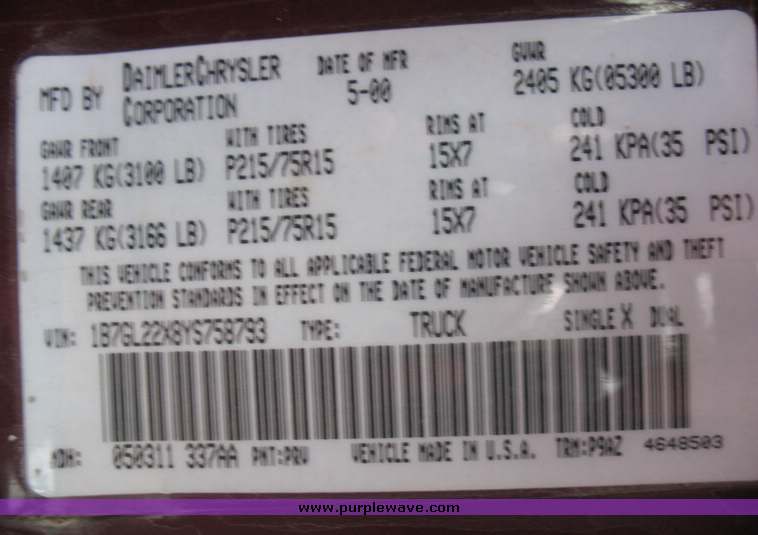 MFD BY DAIMLERCHRYSLER CORPORATION DATE OF MFR 5-00 GVWR 2405 KG(05300 LB)
GAWR FRONT WITH TIRES RIMS AT COLD
1407 KG(3100 LB) P215/75R15 15X7 241 KPA(35 PSI)
GAWR REAR WITH TIRES RIMS AT COLD
1437 KG(3166 LB) P215/75R15 15X7 241 KPA(35 PSI)
THIS VEHICLE CONFORMS TO ALL APPLICABLE FEDERAL MOTOR VEHICLE SAFETY AND THEFT
PREVENTION STANDARDS IN EFFECT ON THE DATE OF MANUFACTURE SHOWN ABOVE.
VIN: 1B7GL22X8YS758793 TYPE: TRUCK SINGLE X DUAL
MDH: 050311 337AA PNT:PRV VEHICLE MADE IN U.S.A. TRM:P9AZ 4648503
www.purplewave.com